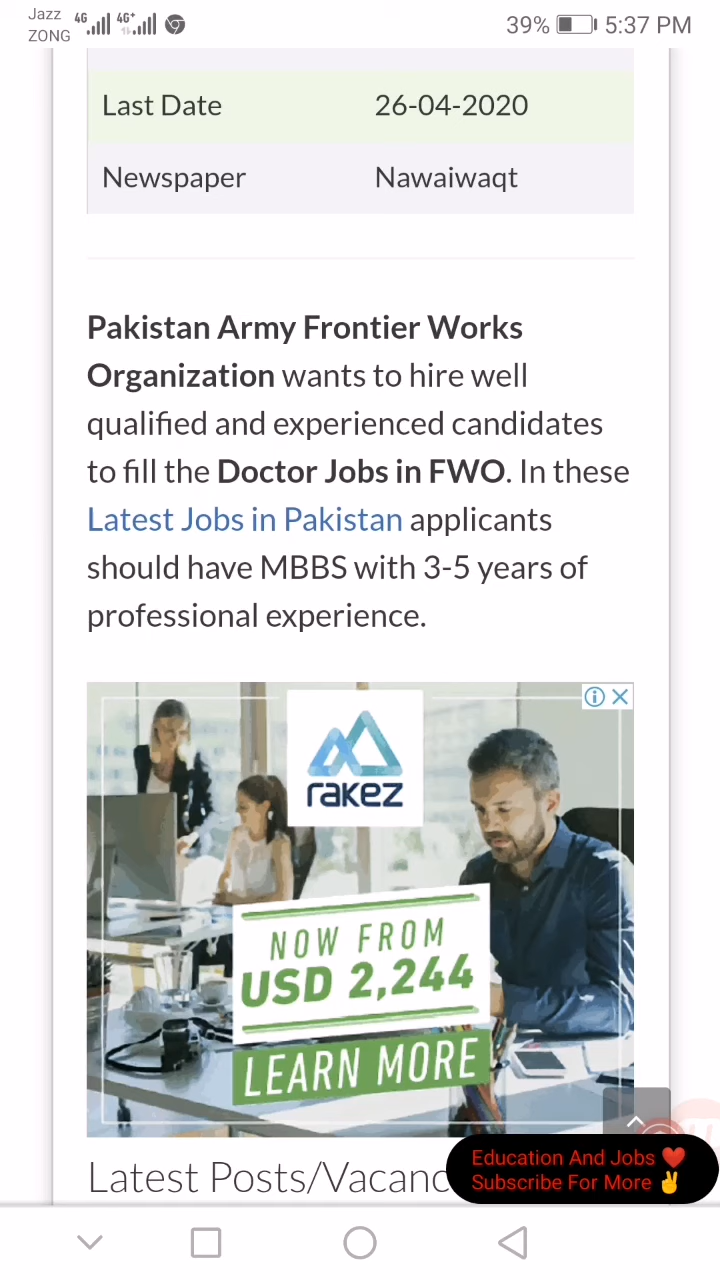 Jazz 4G 4G+
ZONG
39% 5:37 PM
Last Date 26-04-2020
Newspaper Nawaiwaqt
Pakistan Army Frontier Works
Organization wants to hire well
qualified and experienced candidates
to fill the Doctor Jobs in FWO. In these
Latest Jobs in Pakistan applicants
should have MBBS with 3-5 years of
professional experience.
rakez
NOW FROM
USD 2,244
LEARN MORE
Education And Jobs ❤️
Subscribe For More ✌️
Latest Posts/Vacanc